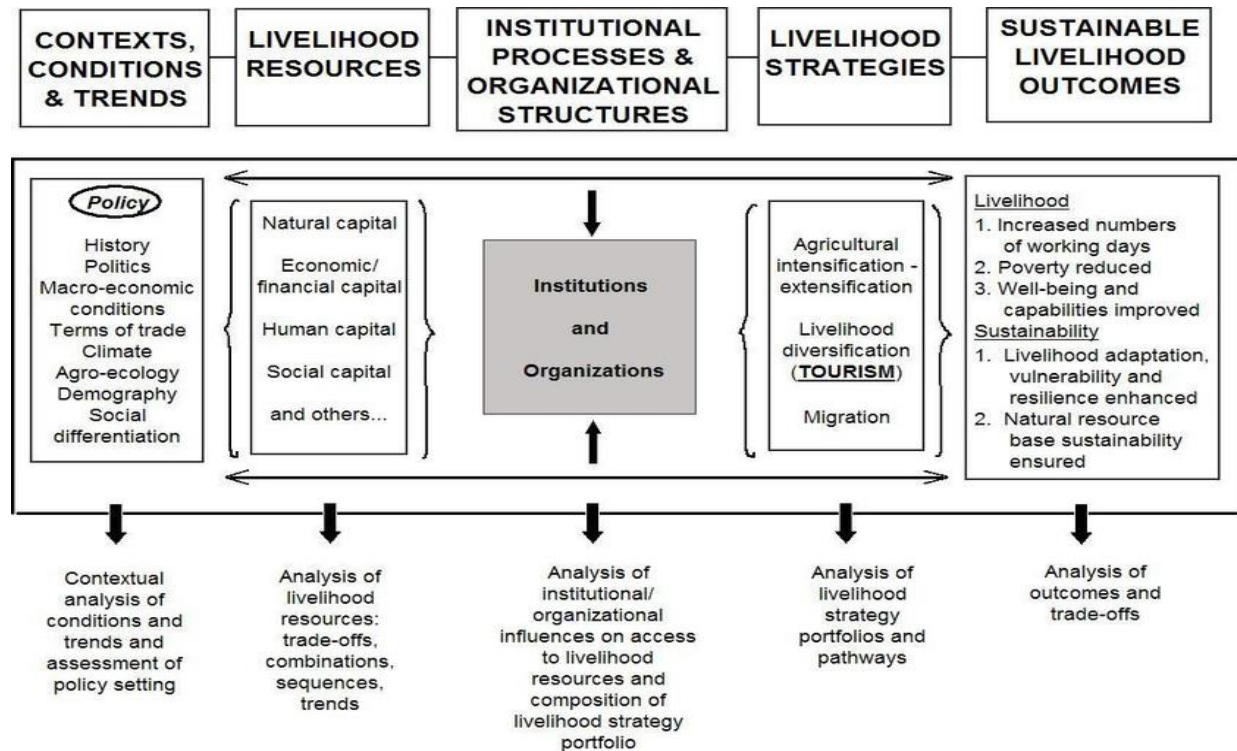 CONTEXTS,
CONDITIONS
& TRENDS
LIVELIHOOD
RESOURCES
INSTITUTIONAL
PROCESSES &
ORGANIZATIONAL
STRUCTURES
LIVELIHOOD
STRATEGIES
SUSTAINABLE
LIVELIHOOD
OUTCOMES
Policy
History
Politics
Macro-economic
conditions
Terms of trade
Climate
Agro-ecology
Demography
Social
differentiation
Natural capital
Economic/
financial capital
Human capital
Social capital
and others...
Institutions
and
Organizations
Agricultural
intensification -
extensification
Livelihood
diversification
(TOURISM)
Migration
Livelihood
1. Increased numbers
of working days
2. Poverty reduced
3. Well-being and
capabilities improved
Sustainability
1. Livelihood adaptation,
vulnerability and
resilience enhanced
2. Natural resource
base sustainability
ensured
Contextual
analysis of
conditions and
trends and
assessment of
policy setting
Analysis of
livelihood
resources:
trade-offs,
combinations,
sequences,
trends
Analysis of
institutional/
organizational
influences on access
to livelihood
resources and
composition of
livelihood strategy
portfolio
Analysis of
livelihood
strategy
portfolios and
pathways
Analysis of
outcomes and
trade-offs